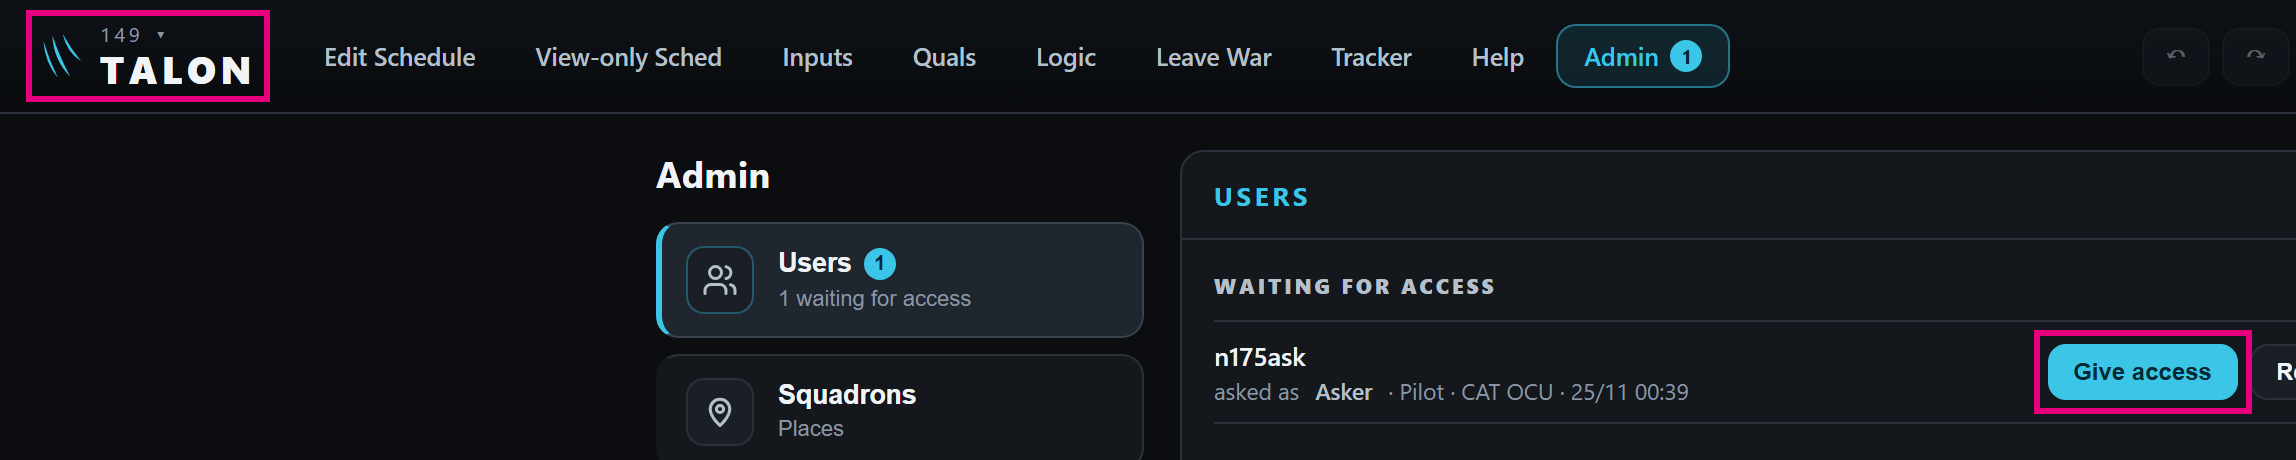 149 ▾
TALON
Edit Schedule
View-only Sched
Inputs
Quals
Logic
Leave War
Tracker
Help
Admin 1
Admin
Users 1
1 waiting for access
Squadrons
Places
USERS
WAITING FOR ACCESS
n175ask
asked as Asker · Pilot · CAT OCU · 25/11 00:39
Give access